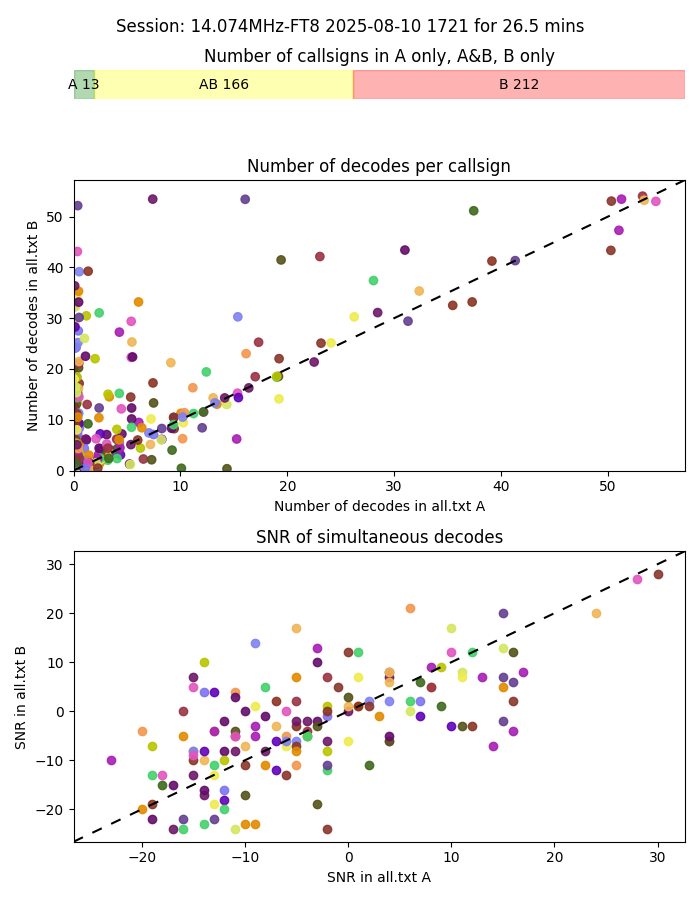 Session: 14.074MHz-FT8 2025-08-10 1721 for 26.5 mins
Number of callsigns in A only, A&B, B only
A 13 AB 166 B 212
Number of decodes per callsign
50
40
30
20
10
0
Number of decodes in all.txt B
0 10 20 30 40 50
Number of decodes in all.txt A
SNR of simultaneous decodes
30
20
10
0
−10
−20
SNR in all.txt B
−20 −10 0 10 20 30
SNR in all.txt A